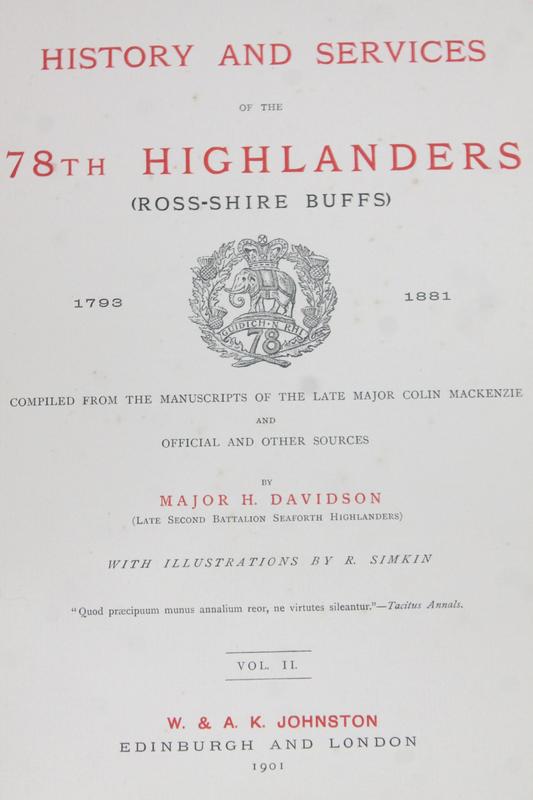 HISTORY AND SERVICES
OF THE
78TH HIGHLANDERS
(ROSS-SHIRE BUFFS)
1793 1881
CUIDICH·N RHI
78
COMPILED FROM THE MANUSCRIPTS OF THE LATE MAJOR COLIN MACKENZIE
AND
OFFICIAL AND OTHER SOURCES
BY
MAJOR H. DAVIDSON
(LATE SECOND BATTALION SEAFORTH HIGHLANDERS)
WITH ILLUSTRATIONS BY R. SIMKIN
"Quod præcipuum munus annalium reor, ne virtutes sileantur."—Tacitus Annals.
VOL. II.
W. & A. K. JOHNSTON
EDINBURGH AND LONDON
1901